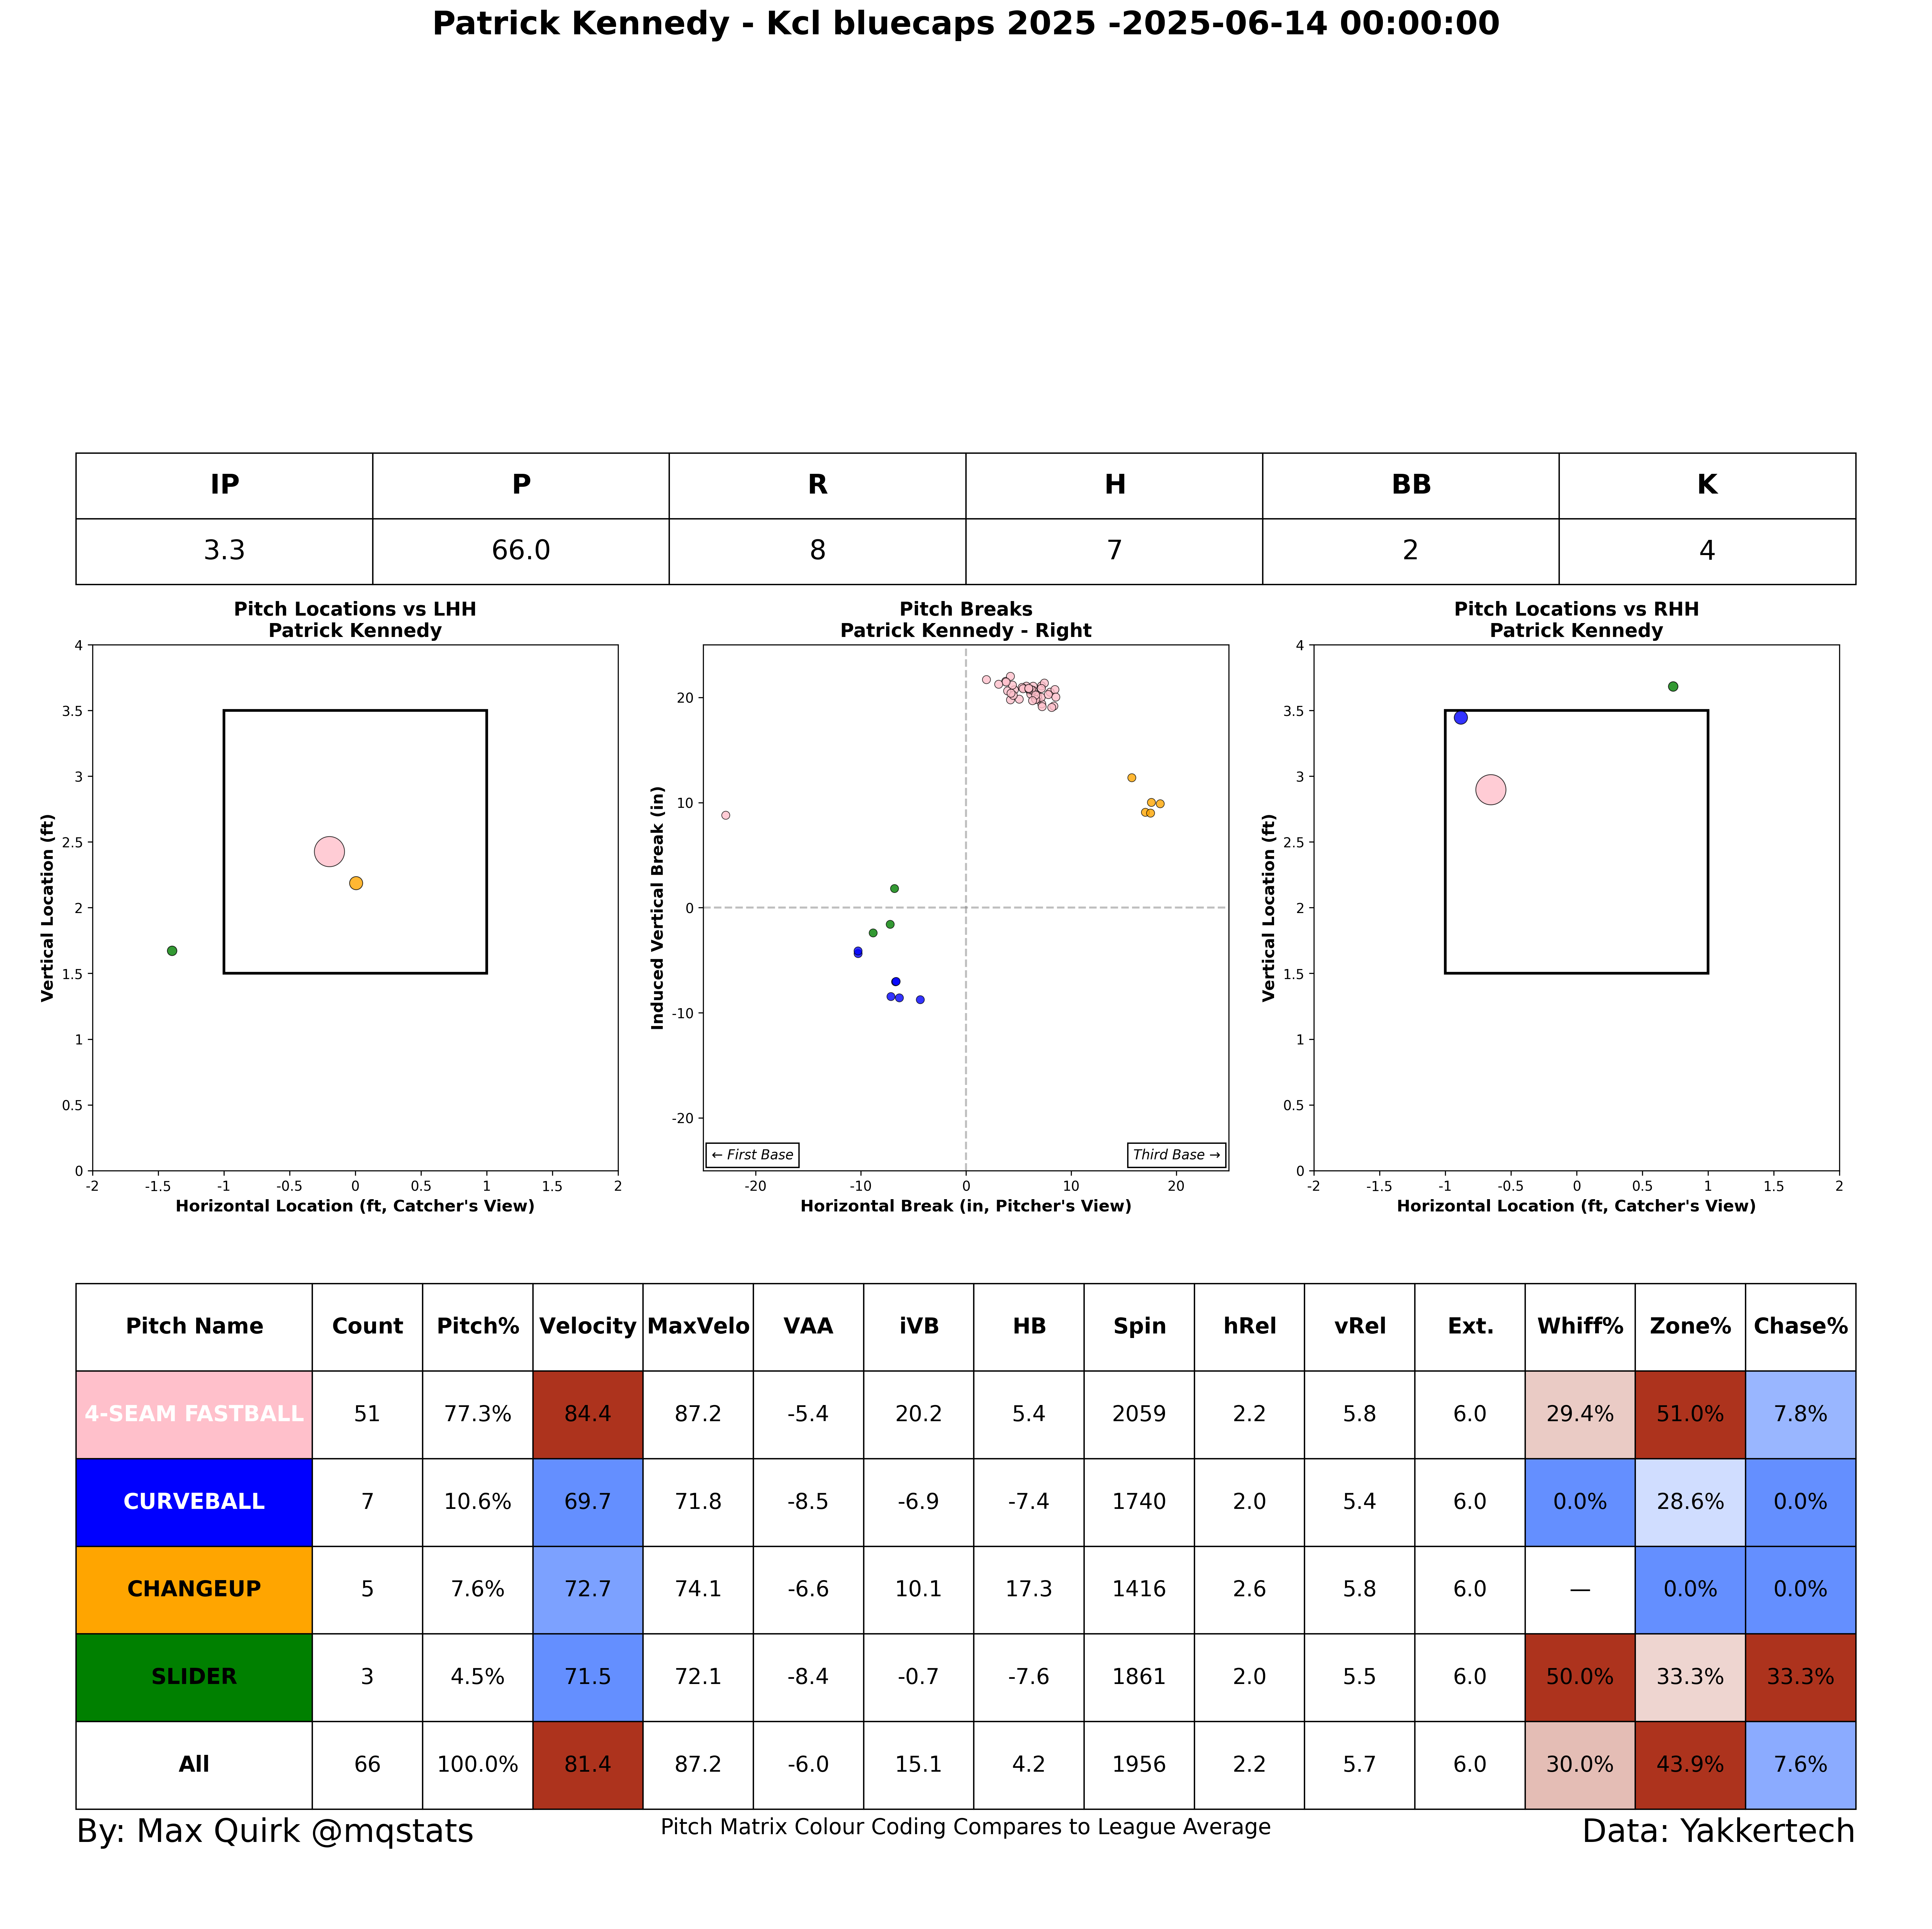 Patrick Kennedy - Kcl bluecaps 2025 -2025-06-14 00:00:00
IP P R H BB K
3.3 66.0 8 7 2 4
Pitch Locations vs LHH
Patrick Kennedy
4
3.5
3
2.5
2
1.5
1
0.5
0
Vertical Location (ft)
-2 -1.5 -1 -0.5 0 0.5 1 1.5 2
Horizontal Location (ft, Catcher's View)
Pitch Breaks
Patrick Kennedy - Right
20
10
0
-10
-20
Induced Vertical Break (in)
← First Base
Third Base →
-20 -10 0 10 20
Horizontal Break (in, Pitcher's View)
Pitch Locations vs RHH
Patrick Kennedy
4
3.5
3
2.5
2
1.5
1
0.5
0
Vertical Location (ft)
-2 -1.5 -1 -0.5 0 0.5 1 1.5 2
Horizontal Location (ft, Catcher's View)
Pitch Name Count Pitch% Velocity MaxVelo VAA iVB HB Spin hRel vRel Ext. Whiff% Zone% Chase%
4-SEAM FASTBALL 51 77.3% 84.4 87.2 -5.4 20.2 5.4 2059 2.2 5.8 6.0 29.4% 51.0% 7.8%
CURVEBALL 7 10.6% 69.7 71.8 -8.5 -6.9 -7.4 1740 2.0 5.4 6.0 0.0% 28.6% 0.0%
CHANGEUP 5 7.6% 72.7 74.1 -6.6 10.1 17.3 1416 2.6 5.8 6.0 — 0.0% 0.0%
SLIDER 3 4.5% 71.5 72.1 -8.4 -0.7 -7.6 1861 2.0 5.5 6.0 50.0% 33.3% 33.3%
All 66 100.0% 81.4 87.2 -6.0 15.1 4.2 1956 2.2 5.7 6.0 30.0% 43.9% 7.6%
By: Max Quirk @mqstats
Pitch Matrix Colour Coding Compares to League Average
Data: Yakkertech